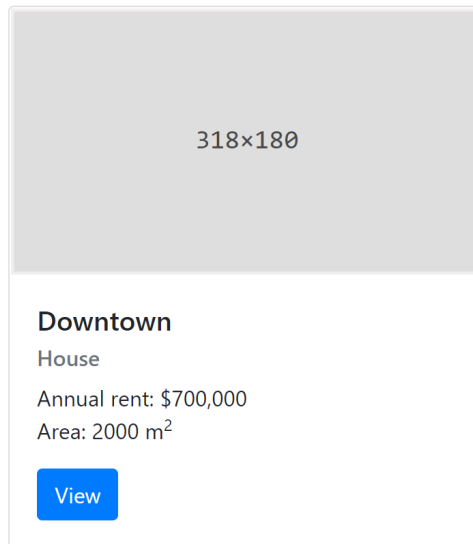 318×180
Downtown
House
Annual rent: $700,000
Area: 2000 m²
View